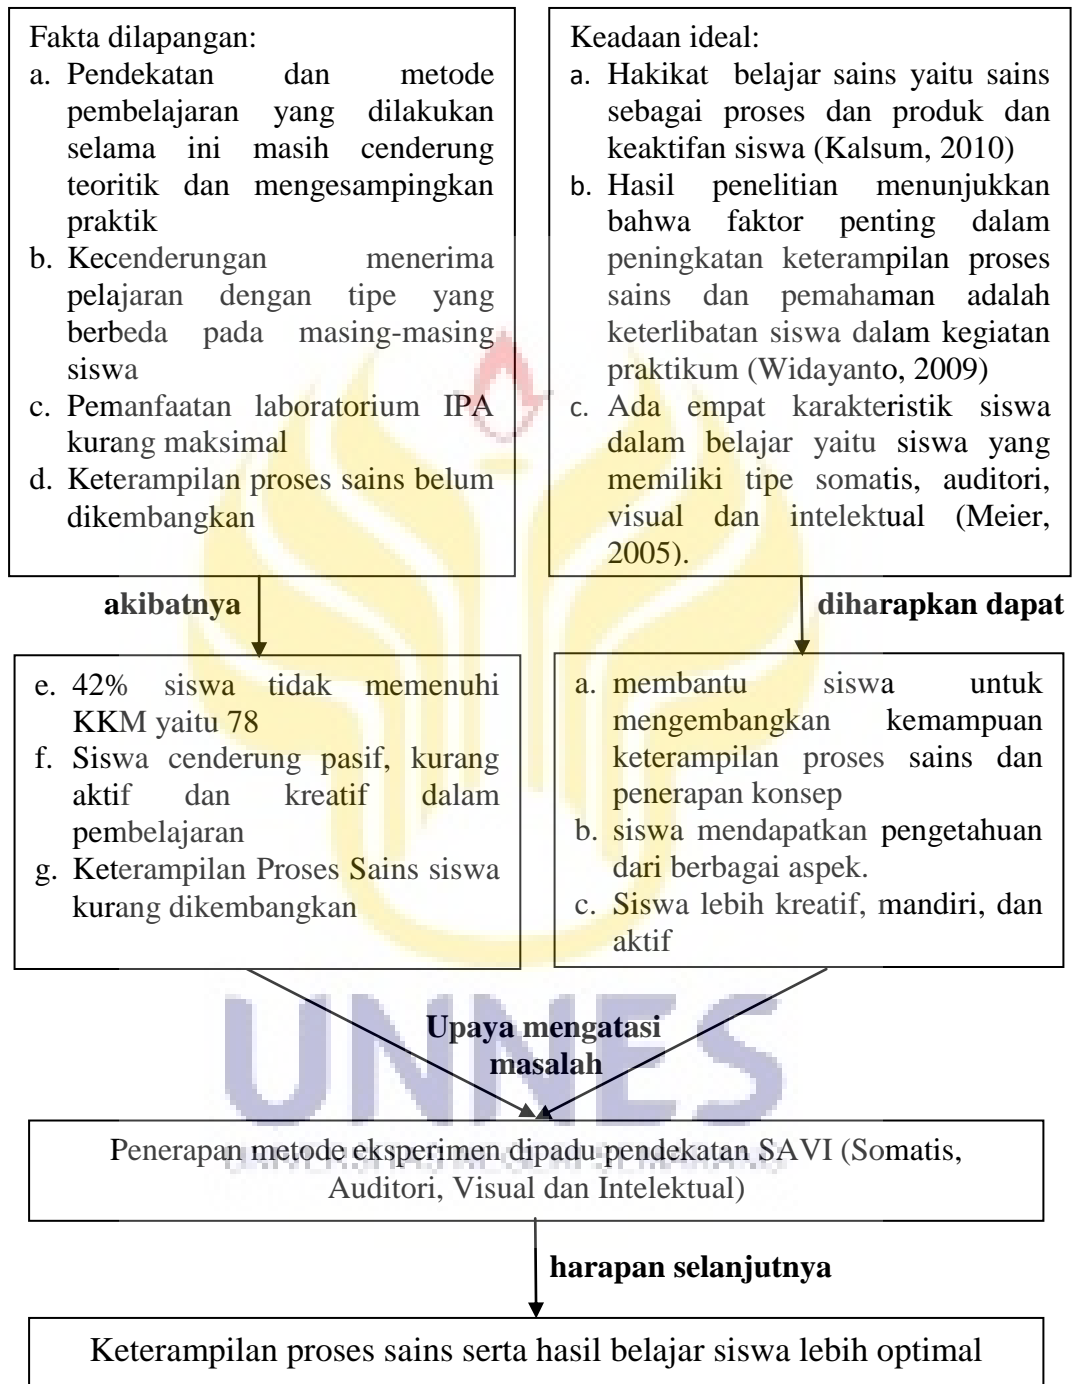 Fakta dilapangan:
a. Pendekatan dan metode
pembelajaran yang dilakukan
selama ini masih cenderung
teoritik dan mengesampingkan
praktik
b. Kecenderungan menerima
pelajaran dengan tipe yang
berbeda pada masing-masing
siswa
c. Pemanfaatan laboratorium IPA
kurang maksimal
d. Keterampilan proses sains belum
dikembangkan
Keadaan ideal:
a. Hakikat belajar sains yaitu sains
sebagai proses dan produk dan
keaktifan siswa (Kalsum, 2010)
b. Hasil penelitian menunjukkan
bahwa faktor penting dalam
peningkatan keterampilan proses
sains dan pemahaman adalah
keterlibatan siswa dalam kegiatan
praktikum (Widayanto, 2009)
c. Ada empat karakteristik siswa
dalam belajar yaitu siswa yang
memiliki tipe somatis, auditori,
visual dan intelektual (Meier,
2005).
akibatnya
diharapkan dapat
e. 42% siswa tidak memenuhi
KKM yaitu 78
f. Siswa cenderung pasif, kurang
aktif dan kreatif dalam
pembelajaran
g. Keterampilan Proses Sains siswa
kurang dikembangkan
a. membantu siswa untuk
mengembangkan kemampuan
keterampilan proses sains dan
penerapan konsep
b. siswa mendapatkan pengetahuan
dari berbagai aspek.
c. Siswa lebih kreatif, mandiri, dan
aktif
UNNES
Upaya mengatasi
masalah
Penerapan metode eksperimen dipadu pendekatan SAVI (Somatis,
Auditori, Visual dan Intelektual)
harapan selanjutnya
Keterampilan proses sains serta hasil belajar siswa lebih optimal